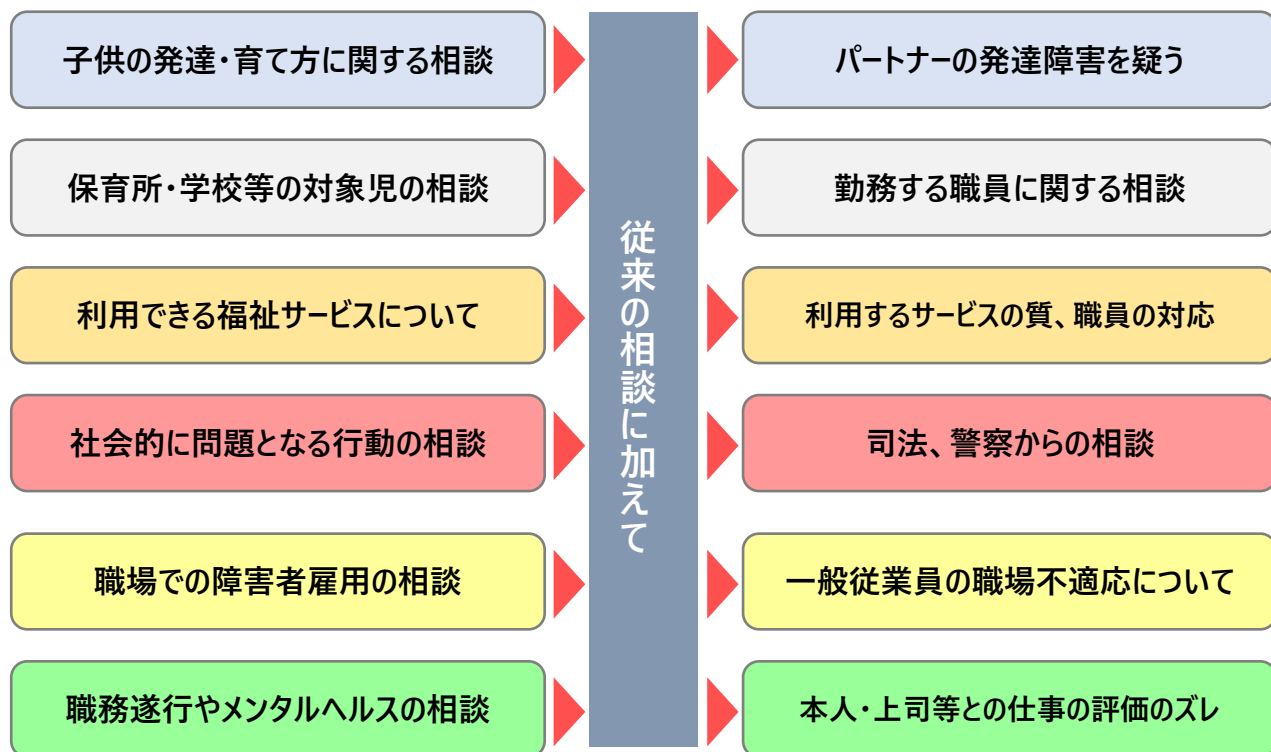 子供の発達・育て方に関する相談
パートナーの発達障害を疑う
保育所・学校等の対象児の相談
勤務する職員に関する相談
利用できる福祉サービスについて
利用するサービスの質、職員の対応
従来の相談に加えて
社会的に問題となる行動の相談
司法、警察からの相談
職場での障害者雇用の相談
一般従業員の職場不適応について
職務遂行やメンタルヘルスの相談
本人・上司等との仕事の評価のズレ